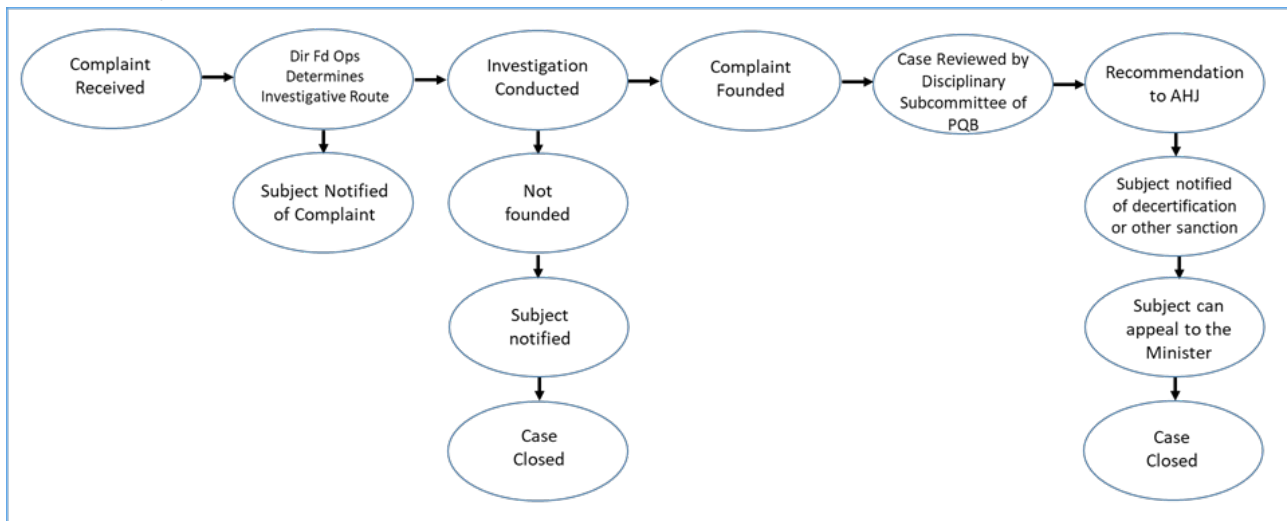 Complaint
Received
Dir Fd Ops
Determines
Investigative Route
Investigation
Conducted
Complaint
Founded
Case Reviewed by
Disciplinary
Subcommittee of
PQB
Recommendation
to AHJ
Subject Notified
of Complaint
Not
founded
Subject notified
of decertification
or other sanction
Subject
notified
Subject can
appeal to the
Minister
Case
Closed
Case
Closed